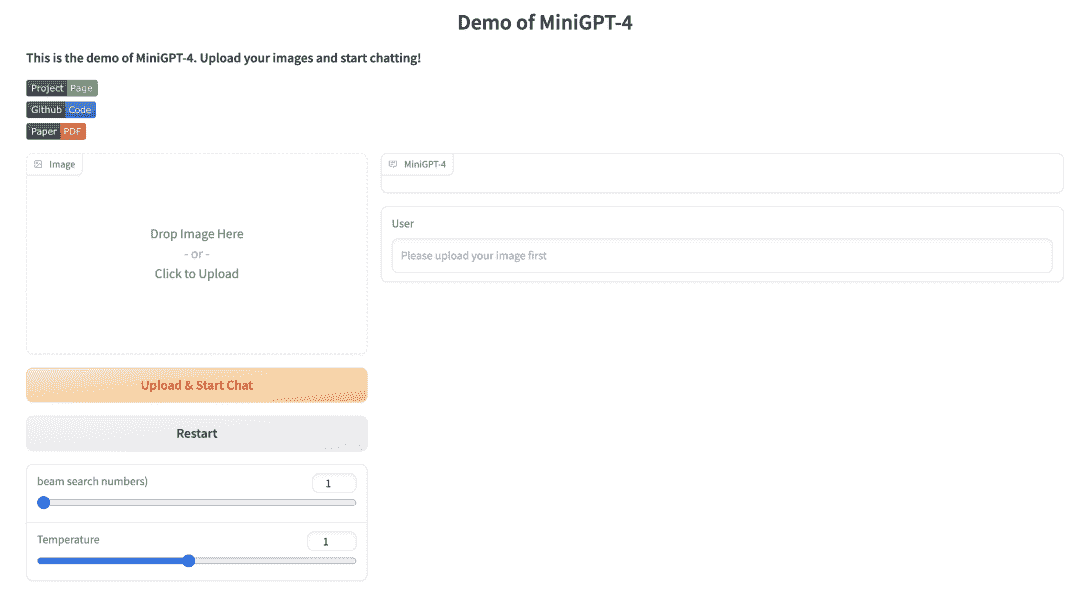 Demo of MiniGPT-4
This is the demo of MiniGPT-4. Upload your images and start chatting!
Project Page
Github Code
Paper PDF
Image
Drop Image Here
- or -
Click to Upload
Upload & Start Chat
Restart
beam search numbers) 1
Temperature 1
MiniGPT-4
User
Please upload your image first